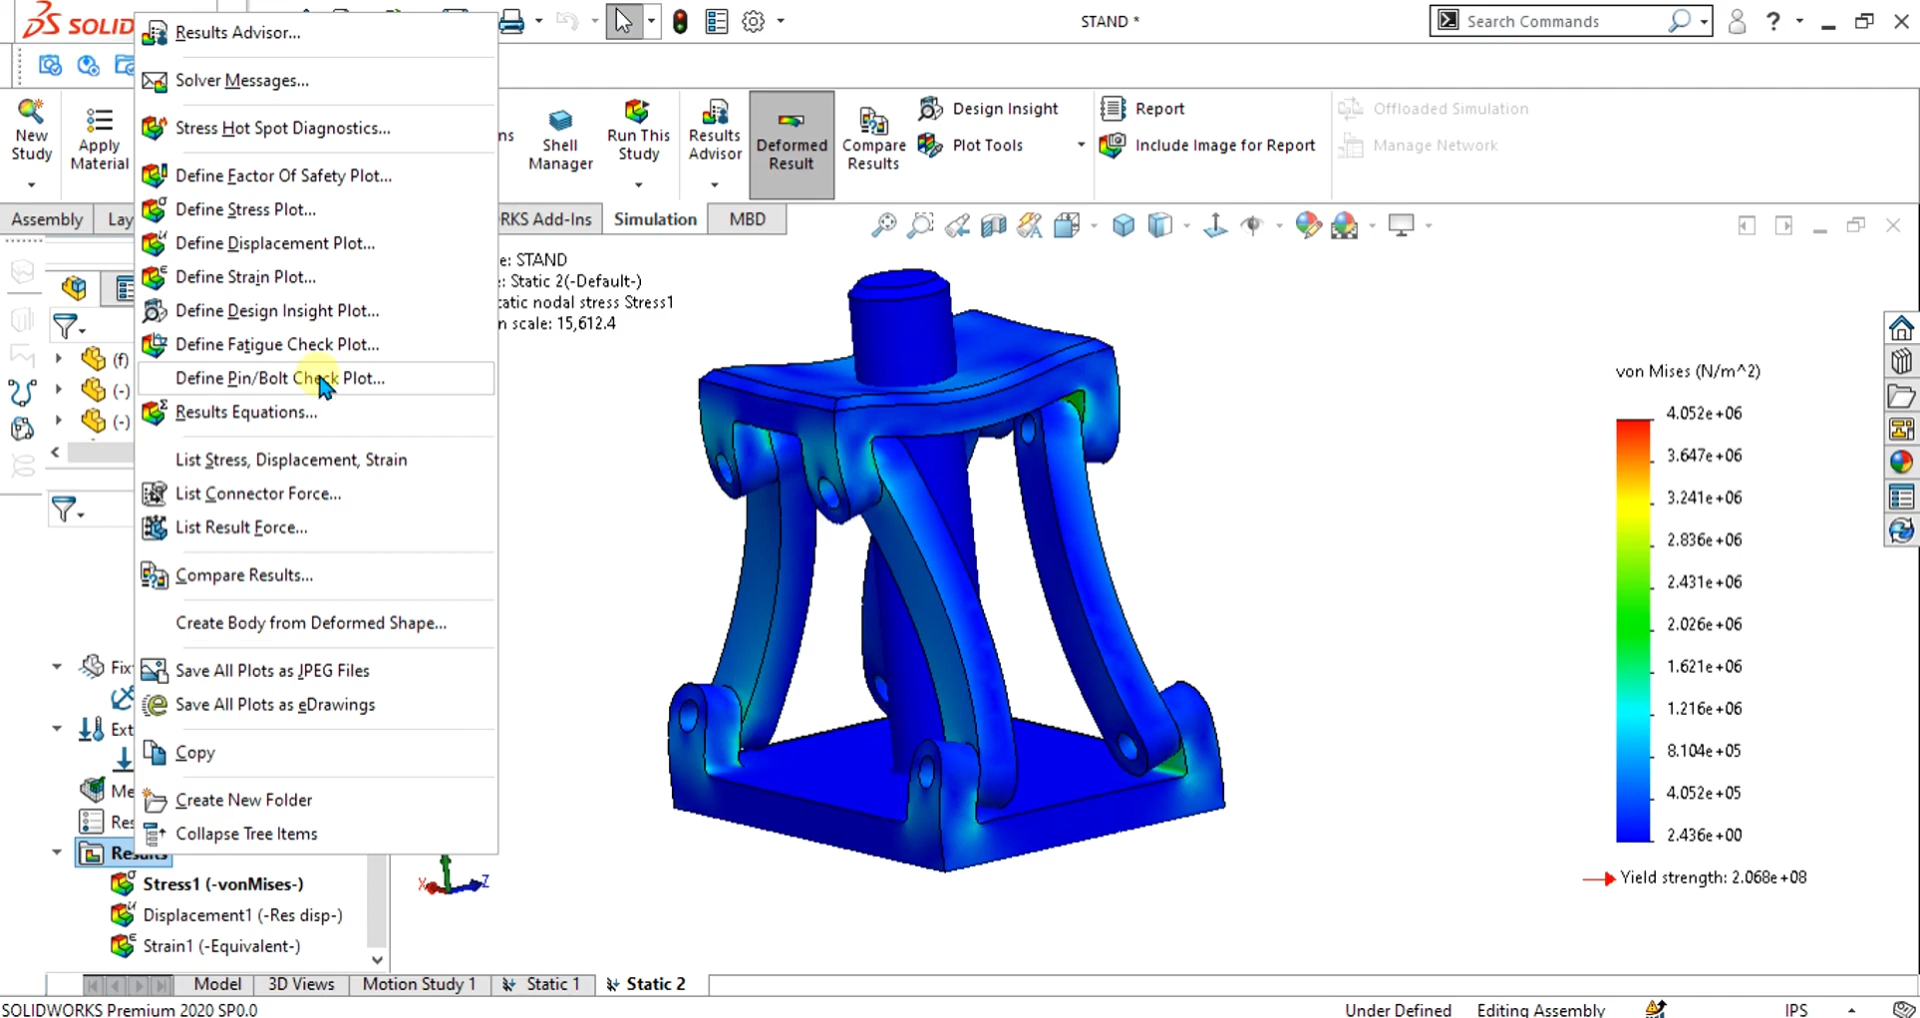 SOLID
STAND *
Search Commands
?
Results Advisor...
Solver Messages...
Stress Hot Spot Diagnostics...
Define Factor Of Safety Plot...
Define Stress Plot...
Define Displacement Plot...
Define Strain Plot...
Define Design Insight Plot...
Define Fatigue Check Plot...
Define Pin/Bolt Check Plot...
Results Equations...
List Stress, Displacement, Strain
List Connector Force...
List Result Force...
Compare Results...
Create Body from Deformed Shape...
Save All Plots as JPEG Files
Save All Plots as eDrawings
Copy
Create New Folder
Collapse Tree Items
New Study
Apply Material
ns
Shell Manager
Run This Study
Results Advisor
Deformed Result
Compare Results
Design Insight
Plot Tools
Report
Include Image for Report
Offloaded Simulation
Manage Network
Assembly
Lay
RKS Add-Ins
Simulation
MBD
e: STAND
: Static 2(-Default-)
tatic nodal stress Stress1
n scale: 15,612.4
(f)
(-)
(-)
Fix
Ext
Me
Res
Results
Stress1 (-vonMises-)
Displacement1 (-Res disp-)
Strain1 (-Equivalent-)
X
Z
von Mises (N/m^2)
4.052e+06
3.647e+06
3.241e+06
2.836e+06
2.431e+06
2.026e+06
1.621e+06
1.216e+06
8.104e+05
4.052e+05
2.436e+00
Yield strength: 2.068e+08
Model
3D Views
Motion Study 1
Static 1
Static 2
SOLIDWORKS Premium 2020 SP0.0
Under Defined
Editing Assembly
IPS